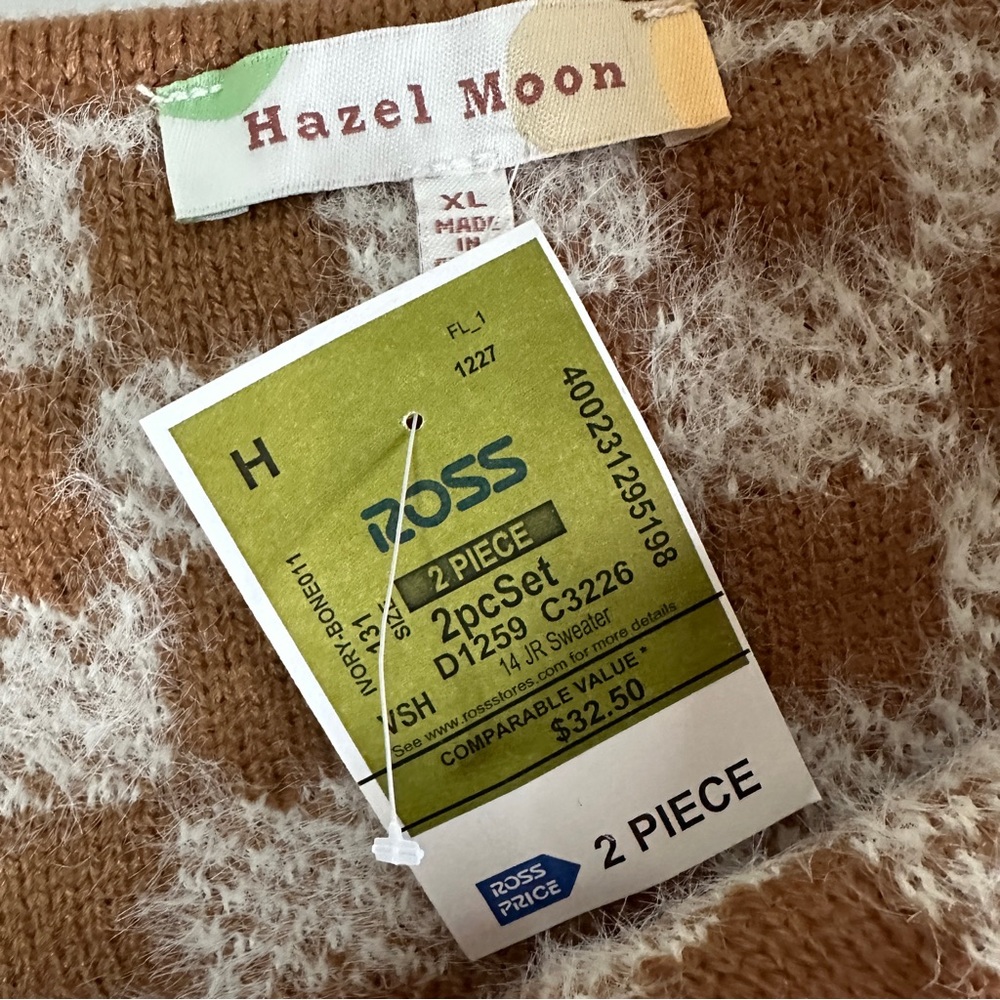 Hazel Moon
XL
MADE
IN
FL_1
1227
H
400231295198
ROSS
2 PIECE
2pcSet
D1259 C3226
14 JR Sweater
IVORY-BONE011
131
VSH
See www.rossstores.com for more details
COMPARABLE VALUE *
$32.50
ROSS
PRICE
2 PIECE